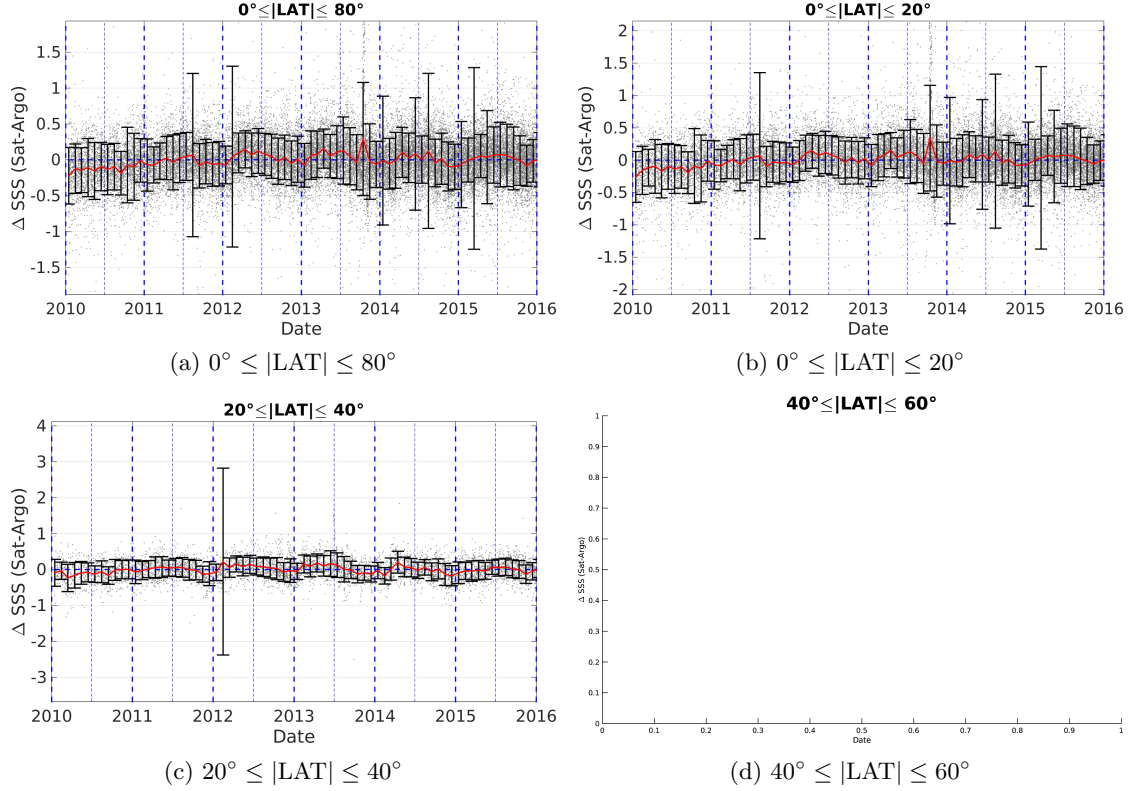 0°≤|LAT|≤ 80°
1.5
1
0.5
0
-0.5
-1
-1.5
Δ SSS (Sat-Argo)
2010 2011 2012 2013 2014 2015 2016
Date
(a) 0° ≤ |LAT| ≤ 80°
0°≤|LAT|≤ 20°
2
1.5
1
0.5
0
-0.5
-1
-1.5
-2
Δ SSS (Sat-Argo)
2010 2011 2012 2013 2014 2015 2016
Date
(b) 0° ≤ |LAT| ≤ 20°
20°≤|LAT|≤ 40°
4
3
2
1
0
-1
-2
-3
Δ SSS (Sat-Argo)
2010 2011 2012 2013 2014 2015 2016
Date
(c) 20° ≤ |LAT| ≤ 40°
40°≤|LAT|≤ 60°
1
0.9
0.8
0.7
0.6
0.5
0.4
0.3
0.2
0.1
0
Δ SSS (Sat-Argo)
0 0.1 0.2 0.3 0.4 0.5 0.6 0.7 0.8 0.9 1
Date
(d) 40° ≤ |LAT| ≤ 60°